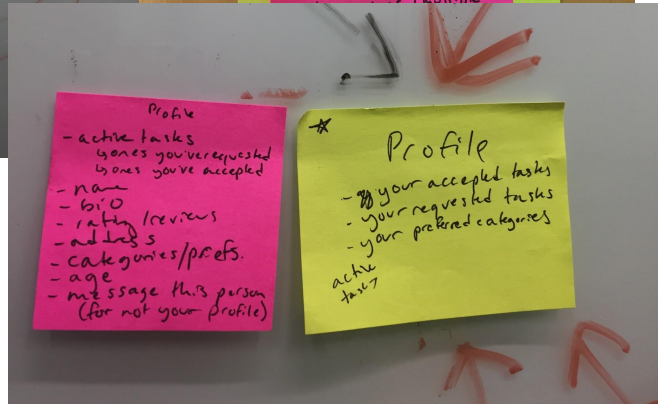 Profile
- active tasks
↳ ones you've requested
↳ ones you've accepted
- name
- bio
- rating/reviews
- address
- categories/prefs.
- age
- message this person
(for not your profile)
Profile
- your accepted tasks
- your requested tasks
- your preferred categories
active
tasks